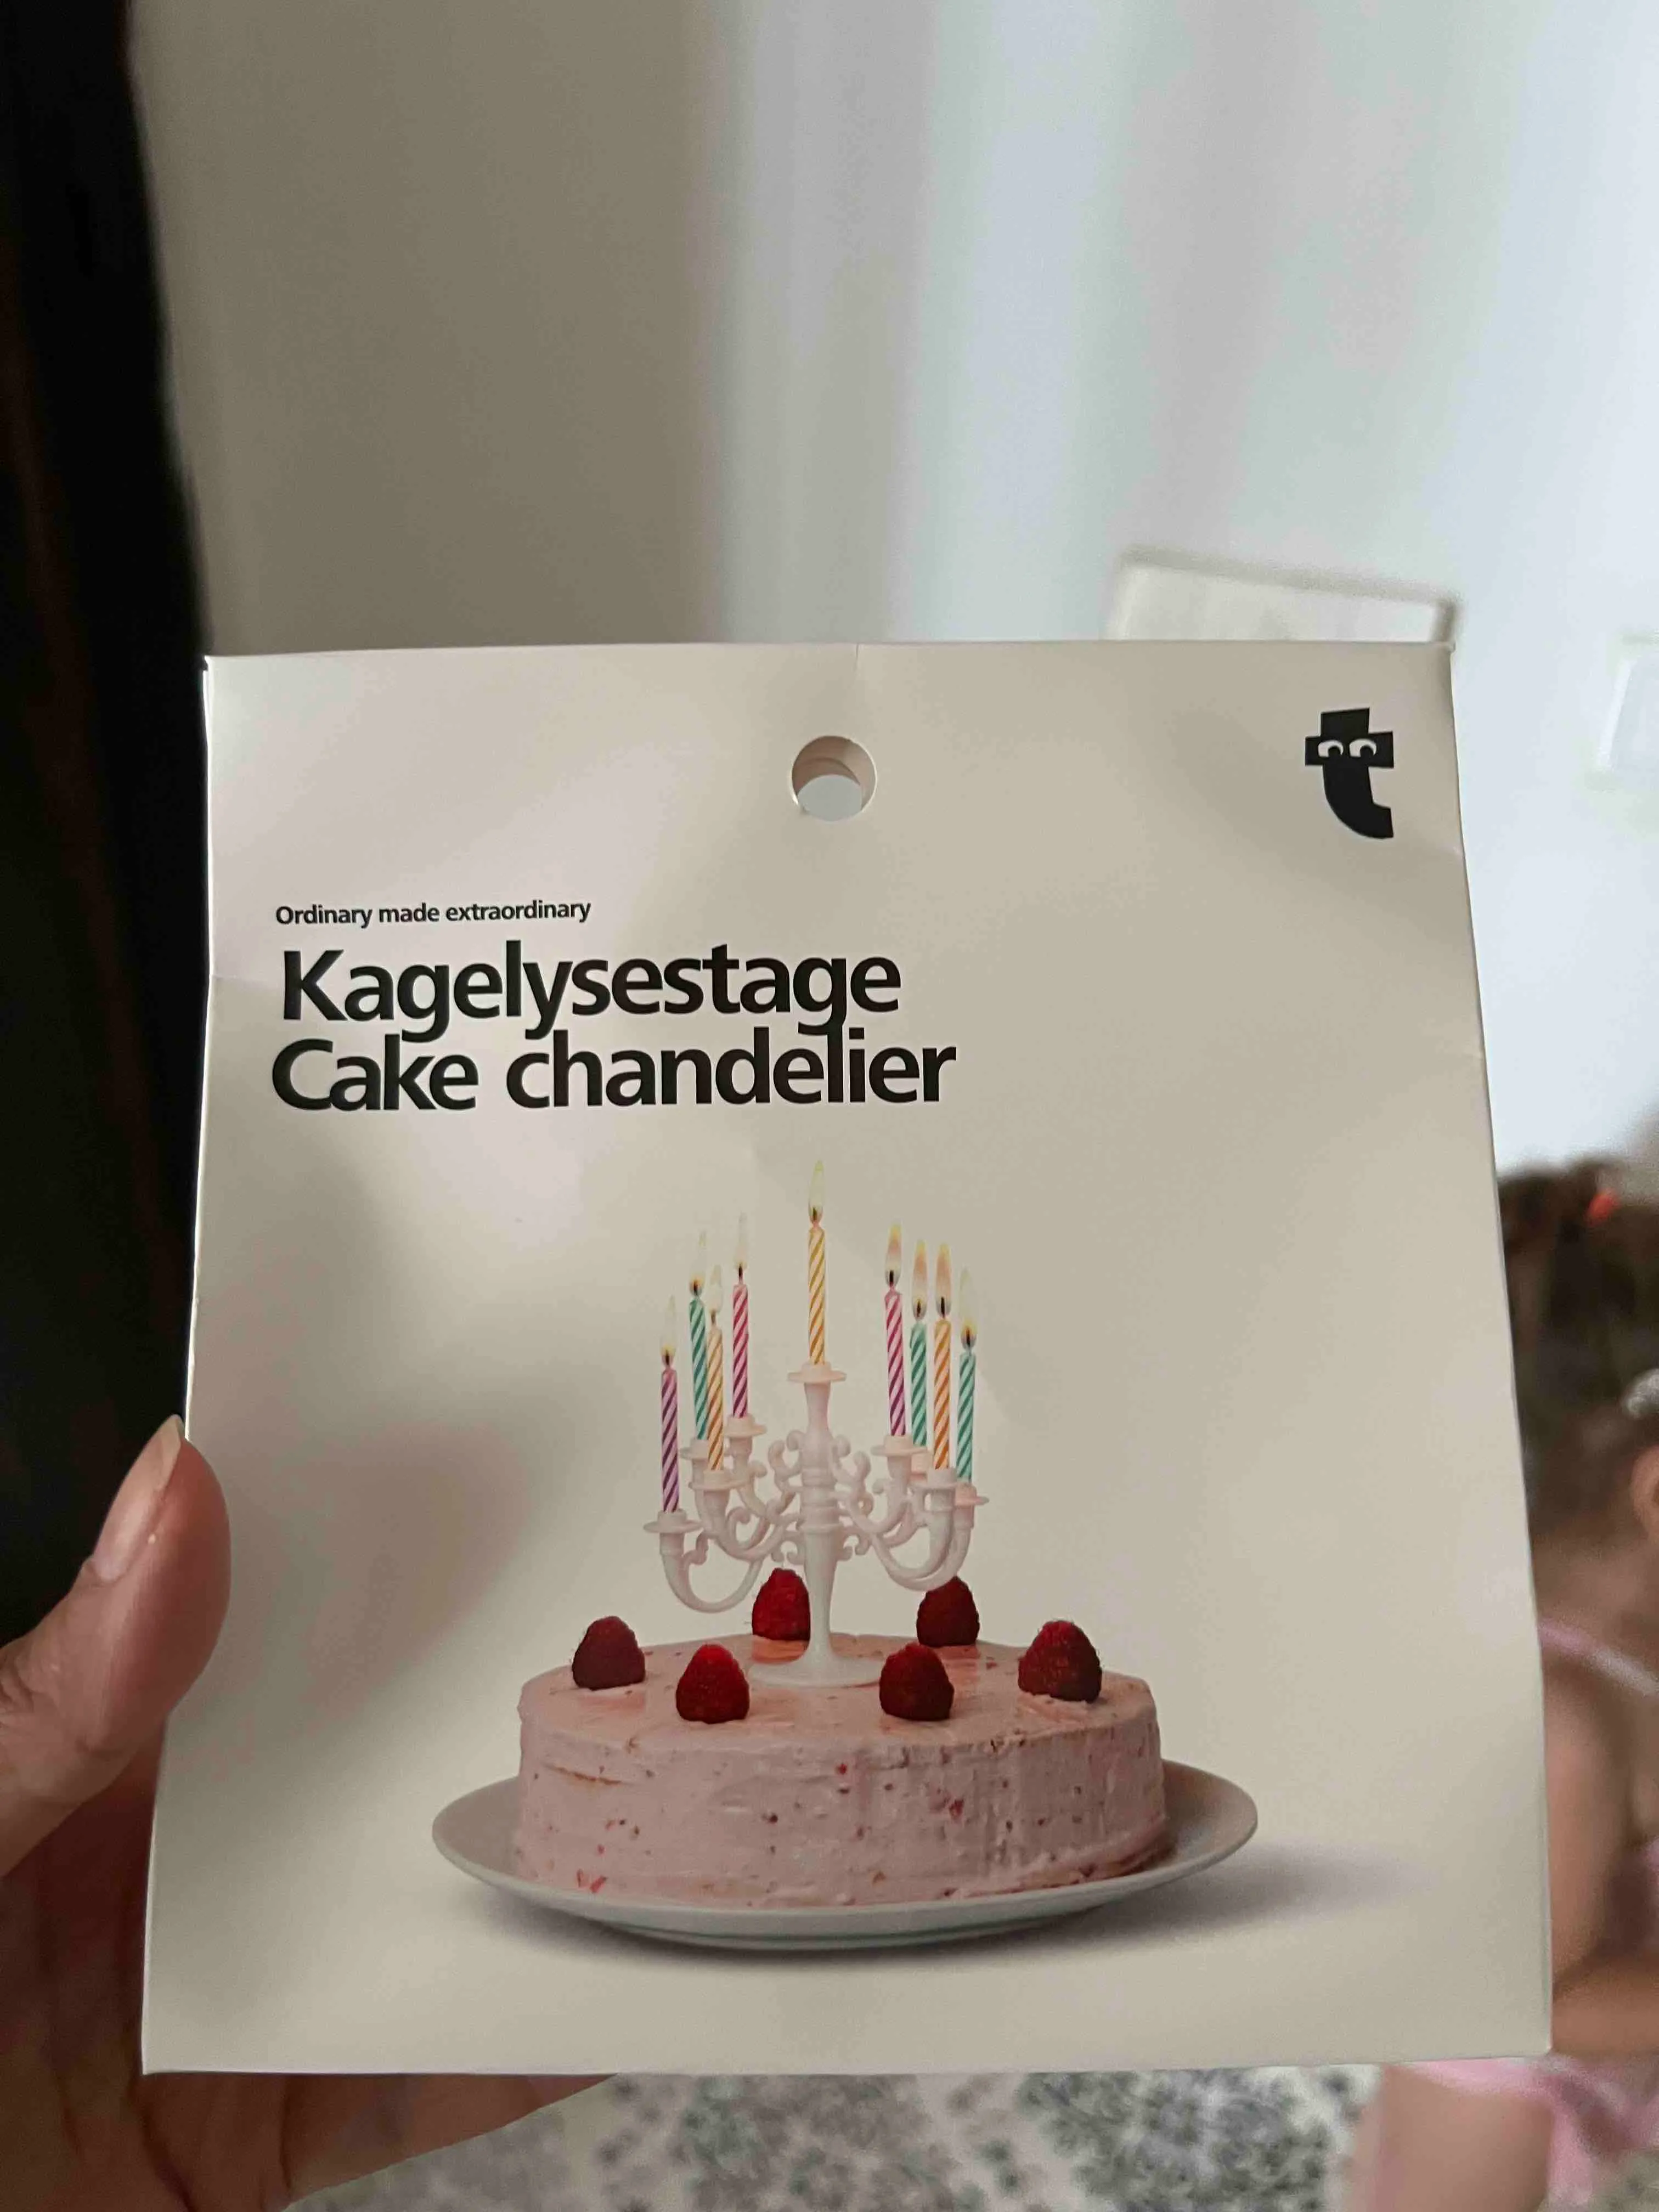 Ordinary made extraordinary
Kagelysestage
Cake chandelier